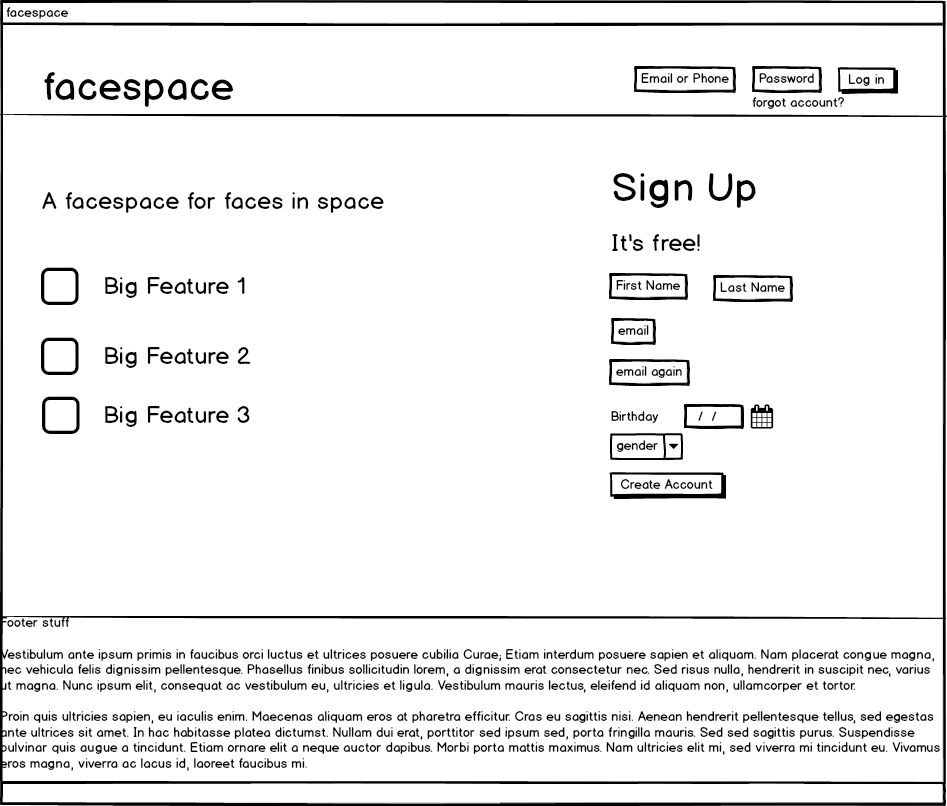 facespace
facespace
Email or Phone
Password
Log in
forgot account?
A facespace for faces in space
Big Feature 1
Big Feature 2
Big Feature 3
Sign Up
It's free!
First Name
Last Name
email
email again
Birthday
/ /
gender
Create Account
Footer stuff
Vestibulum ante ipsum primis in faucibus orci luctus et ultrices posuere cubilia Curae; Etiam interdum posuere sapien et aliquam. Nam placerat congue magna,
nec vehicula felis dignissim pellentesque. Phasellus finibus sollicitudin lorem, a dignissim erat consectetur nec. Sed risus nulla, hendrerit in suscipit nec, varius
ut magna. Nunc ipsum elit, consequat ac vestibulum eu, ultricies et ligula. Vestibulum mauris lectus, eleifend id aliquam non, ullamcorper et tortor.
Proin quis ultricies sapien, eu iaculis enim. Maecenas aliquam eros at pharetra efficitur. Cras eu sagittis nisi. Aenean hendrerit pellentesque tellus, sed egestas
ante ultrices sit amet. In hac habitasse platea dictumst. Nullam dui erat, porttitor sed ipsum sed, porta fringilla mauris. Sed sed sagittis purus. Suspendisse
pulvinar quis augue a tincidunt. Etiam ornare elit a neque auctor dapibus. Morbi porta mattis maximus. Nam ultricies elit mi, sed viverra mi tincidunt eu. Vivamus
eros magna, viverra ac lacus id, laoreet faucibus mi.